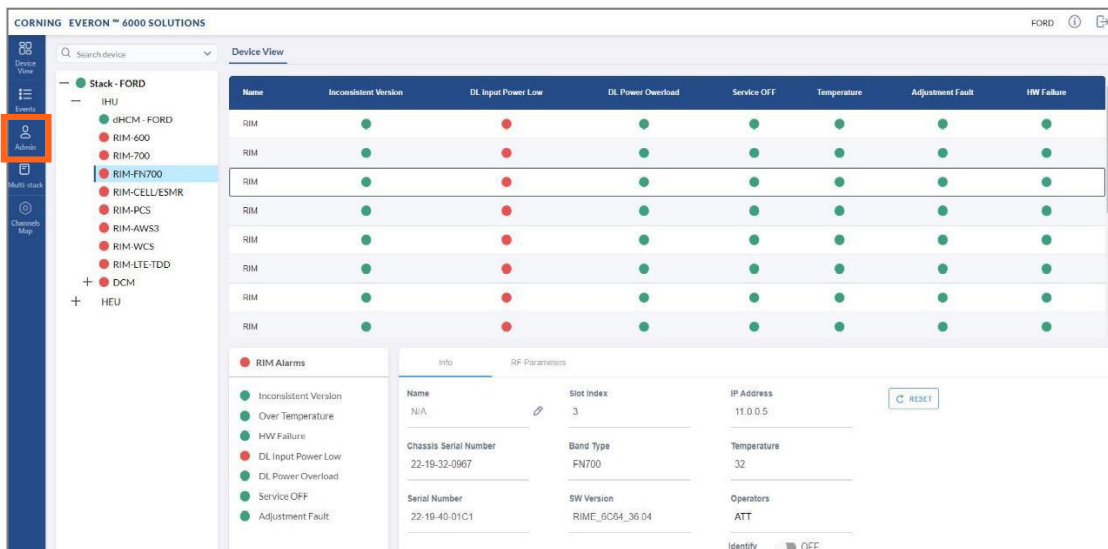 CORNING EVERON ™ 6000 SOLUTIONS
FORD
Device View
Events
Admin
Multi-stack
Channels Map
Search device
Stack - FORD
IHU
dHCM - FORD
RIM-600
RIM-700
RIM-FN700
RIM-CELL/ESMR
RIM-PCS
RIM-AWS3
RIM-WCS
RIM-LTE-TDD
DCM
HEU
Device View
Name Inconsistent Version DL Input Power Low DL Power Owerload Service OFF Temperature Adjustment Fault HW Failure
RIM
RIM
RIM
RIM
RIM
RIM
RIM
RIM
RIM Alarms
Inconsistent Version
Over Temperature
HW Failure
DL Input Power Low
DL Power Overload
Service OFF
Adjustment Fault
Info RF Parameters
Name Slot Index IP Address
N/A 3 11.0.0.5
RESET
Chassis Serial Number Band Type Temperature
22-19-32-0967 FN700 32
Serial Number SW Version Operators
22-19-40-01C1 RIME_6C64_36.04 ATT
Identify OFF